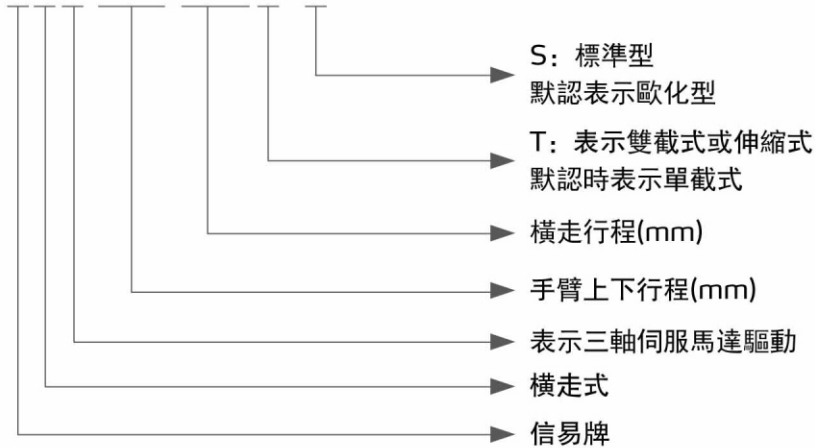 S：標準型
默認表示歐化型
T：表示雙截式或伸縮式
默認時表示單截式
橫走行程(mm)
手臂上下行程(mm)
表示三軸伺服馬達驅動
橫走式
信易牌